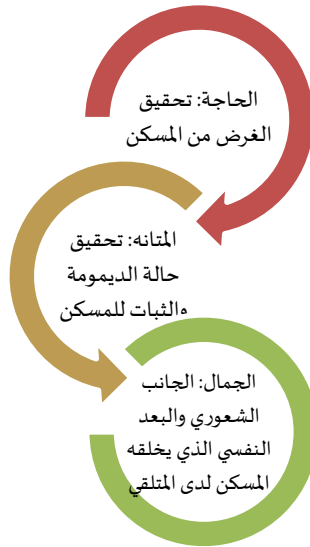 الحاجة: تحقيق
الغرض من المسكن
المتانه: تحقيق
حالة الديمومة
والثبات للمسكن
الجمال: الجانب
الشعوري والبعد
النفسي الذي يخلقه
المسكن لدى المتلقي